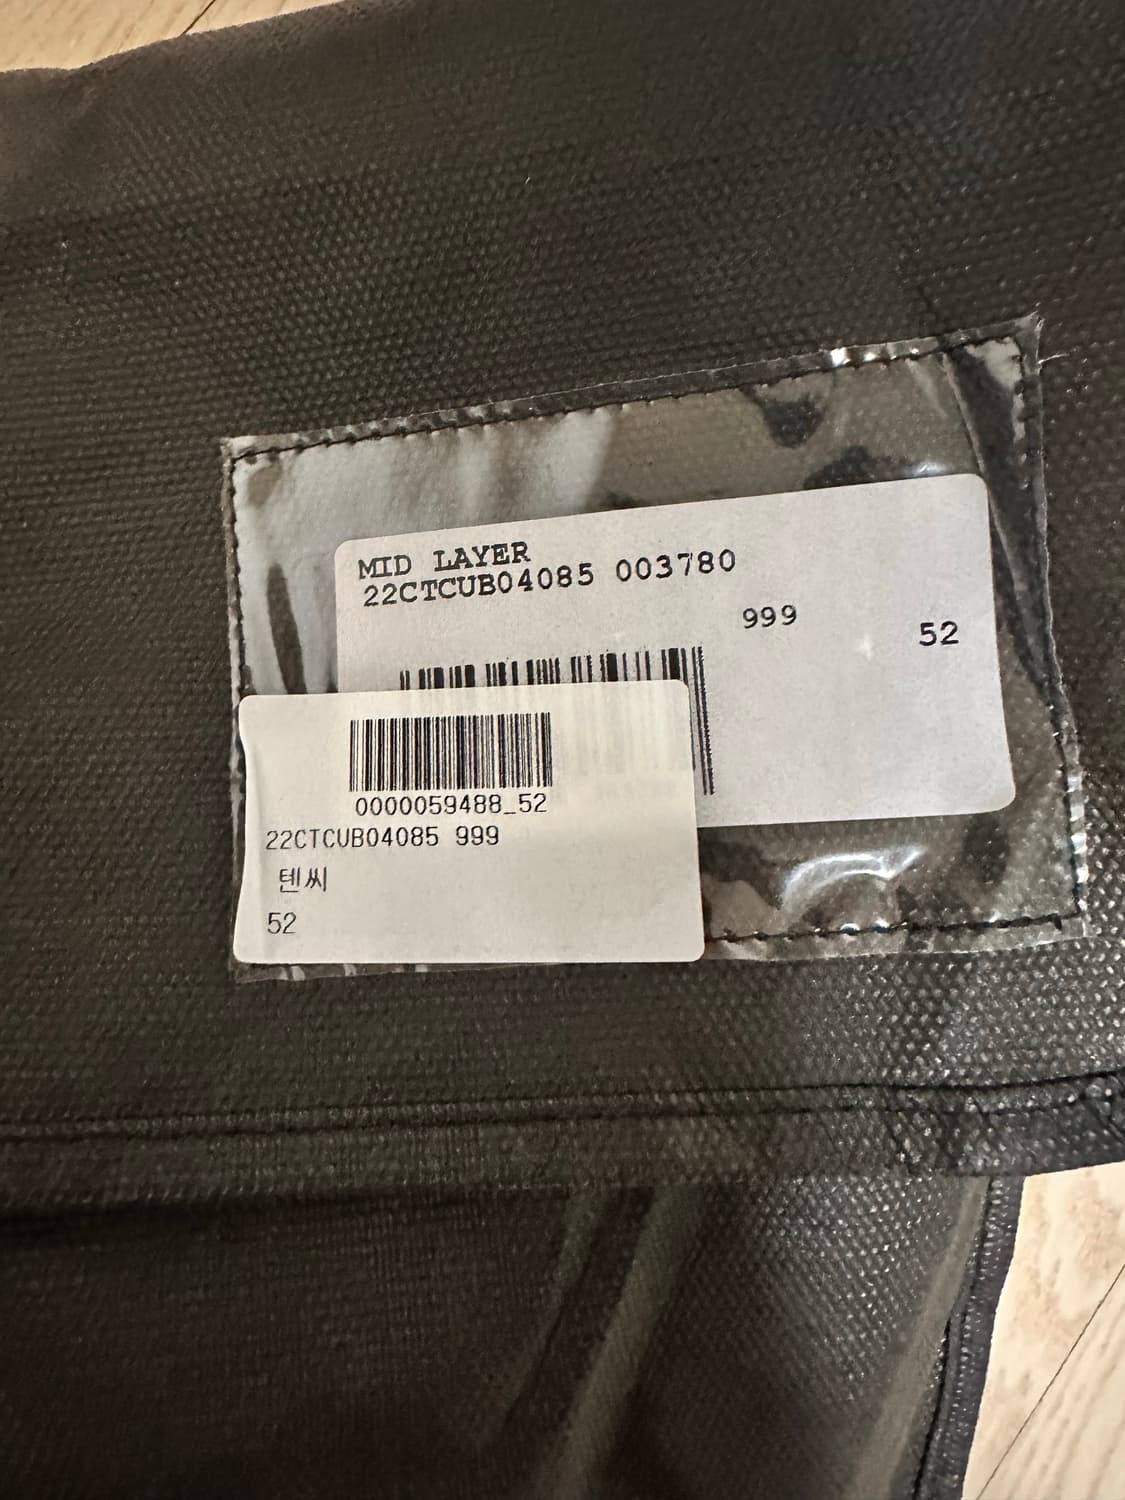 MID LAYER
22CTCUB04085 003780
999
52
0000059488_52
22CTCUB04085 999
텐씨
52